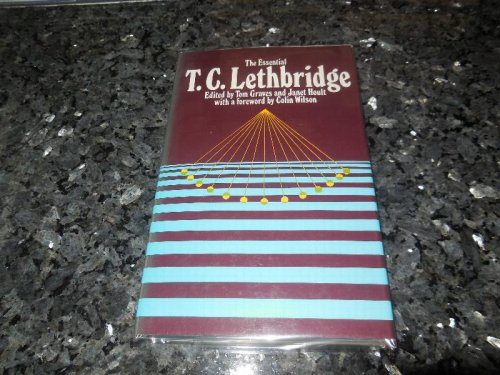 The Essential
T. C. Lethbridge
Edited by Tom Graves and Janet Hoult
with a foreword by Colin Wilson